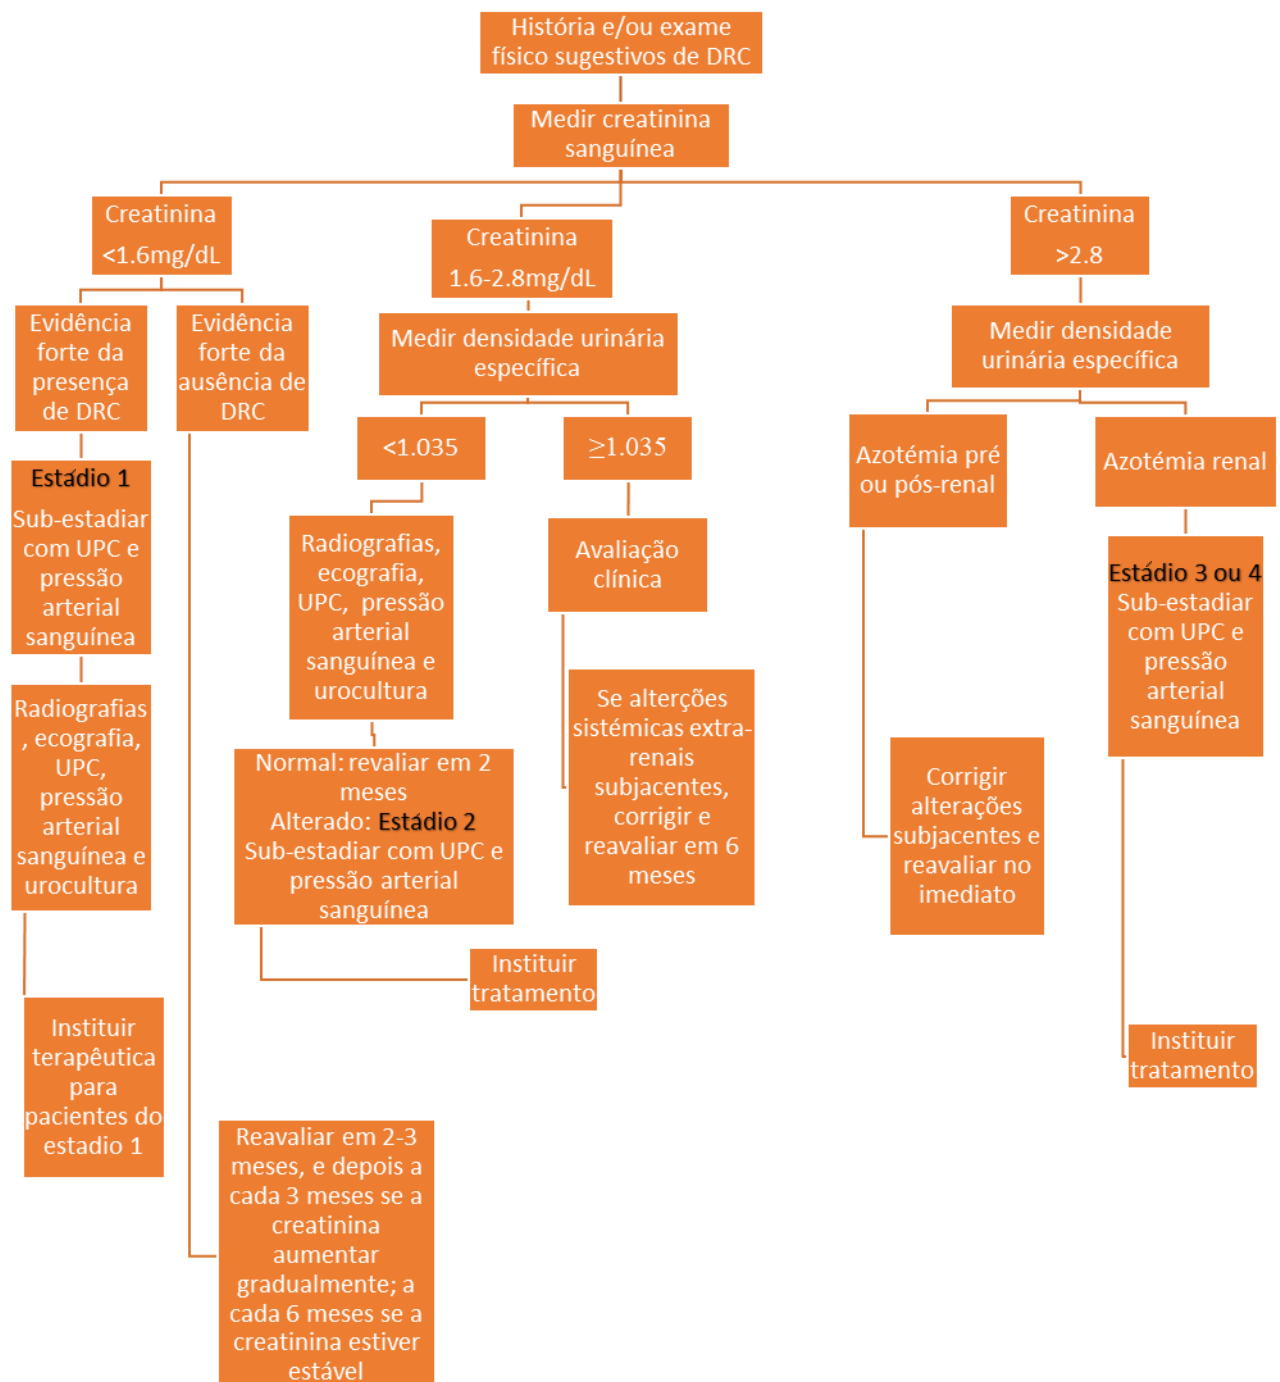 História e/ou exame
físico sugestivos de DRC
Medir creatinina
sanguínea
Creatinina
<1.6mg/dL
Evidência
forte da
presença
de DRC
Estádio 1
Sub-estadiar
com UPC e
pressão
arterial
sanguínea
Radiografias
, ecografia,
UPC,
pressão
arterial
sanguínea e
urocultura
Instituir
terapêutica
para
pacientes do
estadio 1
Evidência
forte da
ausência de
DRC
Reavaliar em 2-3
meses, e depois a
cada 3 meses se a
creatinina
aumentar
gradualmente; a
cada 6 meses se a
creatinina estiver
estável
Creatinina
1.6-2.8mg/dL
Medir densidade urinária
específica
<1.035
Radiografias,
ecografia,
UPC, pressão
arterial
sanguínea e
urocultura
Normal: revaliar em 2
meses
Alterado: Estádio 2
Sub-estadiar com UPC e
pressão arterial
sanguínea
Instituir
tratamento
≥1.035
Avaliação
clínica
Se alterções
sistémicas extra-
renais
subjacentes,
corrigir e
reavaliar em 6
meses
Creatinina
>2.8
Medir densidade
urinária específica
Azotémia pré
ou pós-renal
Corrigir
alterações
subjacentes e
reavaliar no
imediato
Azotémia renal
Estádio 3 ou 4
Sub-estadiar
com UPC e
pressão
arterial
sanguínea
Instituir
tratamento